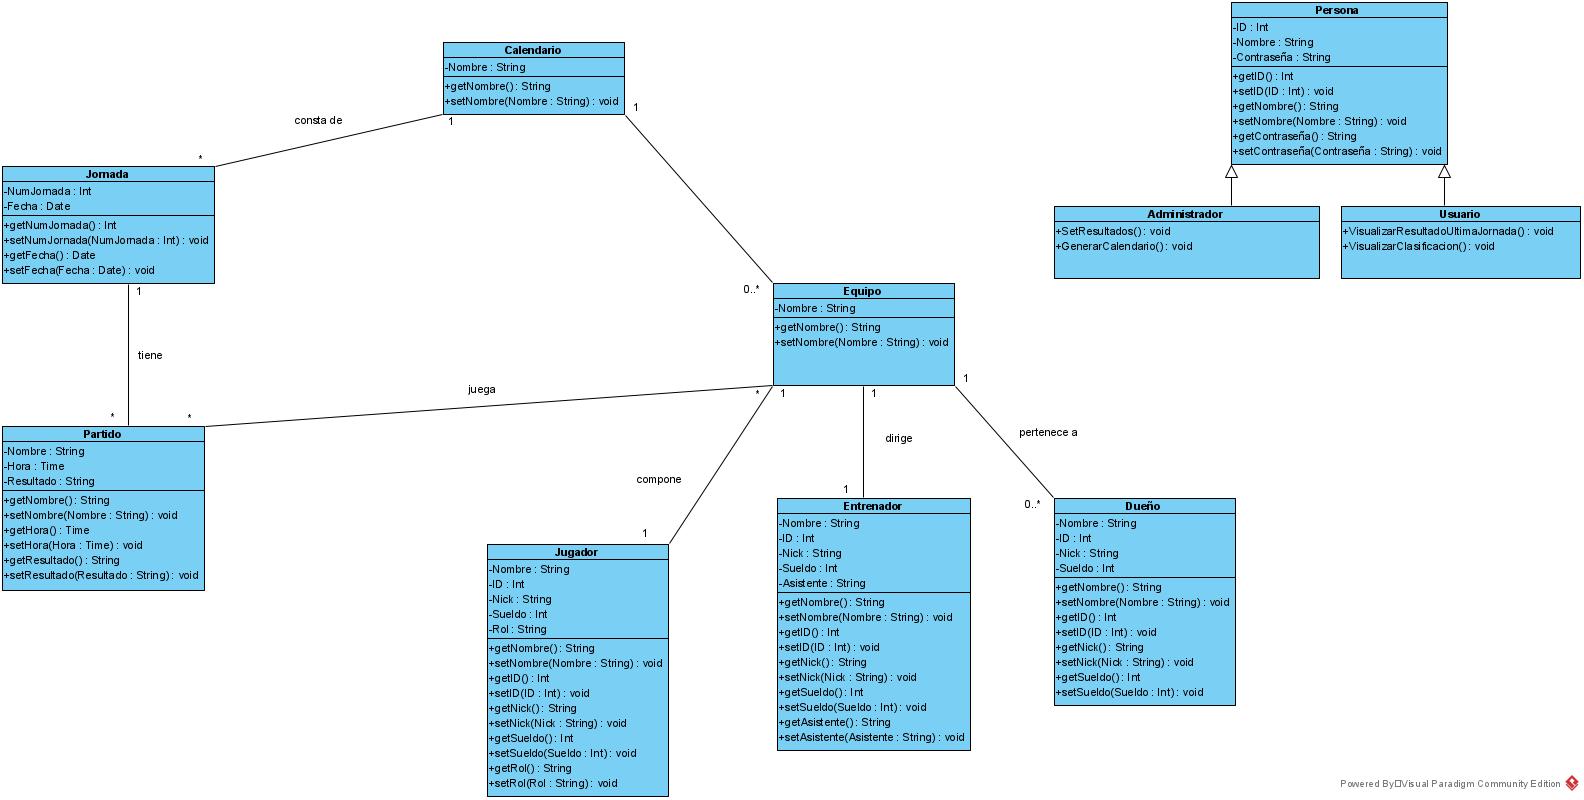 Persona
-ID : Int
-Nombre : String
-Contraseña : String
+getID() : Int
+setID(ID : Int) : void
+getNombre() : String
+setNombre(Nombre : String) : void
+getContraseña() : String
+setContraseña(Contraseña : String) : void
Calendario
-Nombre : String
+getNombre() : String
+setNombre(Nombre : String) : void
1
1
consta de
*
Jornada
-NumJornada : Int
-Fecha : Date
+getNumJornada() : Int
+setNumJornada(NumJornada : Int) : void
+getFecha() : Date
+setFecha(Fecha : Date) : void
1
Administrador
+SetResultados() : void
+GenerarCalendario() : void
Usuario
+VisualizarResultadoUltimaJornada() : void
+VisualizarClasificacion() : void
0..*
Equipo
-Nombre : String
+getNombre() : String
+setNombre(Nombre : String) : void
tiene
juega
*
1
1
1
*
*
Partido
-Nombre : String
-Hora : Time
-Resultado : String
+getNombre() : String
+setNombre(Nombre : String) : void
+getHora() : Time
+setHora(Hora : Time) : void
+getResultado() : String
+setResultado(Resultado : String) : void
compone
dirige
pertenece a
1
1
0..*
Jugador
-Nombre : String
-ID : Int
-Nick : String
-Sueldo : Int
-Rol : String
+getNombre() : String
+setNombre(Nombre : String) : void
+getID() : Int
+setID(ID : Int) : void
+getNick() : String
+setNick(Nick : String) : void
+getSueldo() : Int
+setSueldo(Sueldo : Int) : void
+getRol() : String
+setRol(Rol : String) : void
Entrenador
-Nombre : String
-ID : Int
-Nick : String
-Sueldo : Int
-Asistente : String
+getNombre() : String
+setNombre(Nombre : String) : void
+getID() : Int
+setID(ID : Int) : void
+getNick() : String
+setNick(Nick : String) : void
+getSueldo() : Int
+setSueldo(Sueldo : Int) : void
+getAsistente() : String
+setAsistente(Asistente : String) : void
Dueño
-Nombre : String
-ID : Int
-Nick : String
-Sueldo : Int
+getNombre() : String
+setNombre(Nombre : String) : void
+getID() : Int
+setID(ID : Int) : void
+getNick() : String
+setNick(Nick : String) : void
+getSueldo() : Int
+setSueldo(Sueldo : Int) : void
Powered By□Visual Paradigm Community Edition